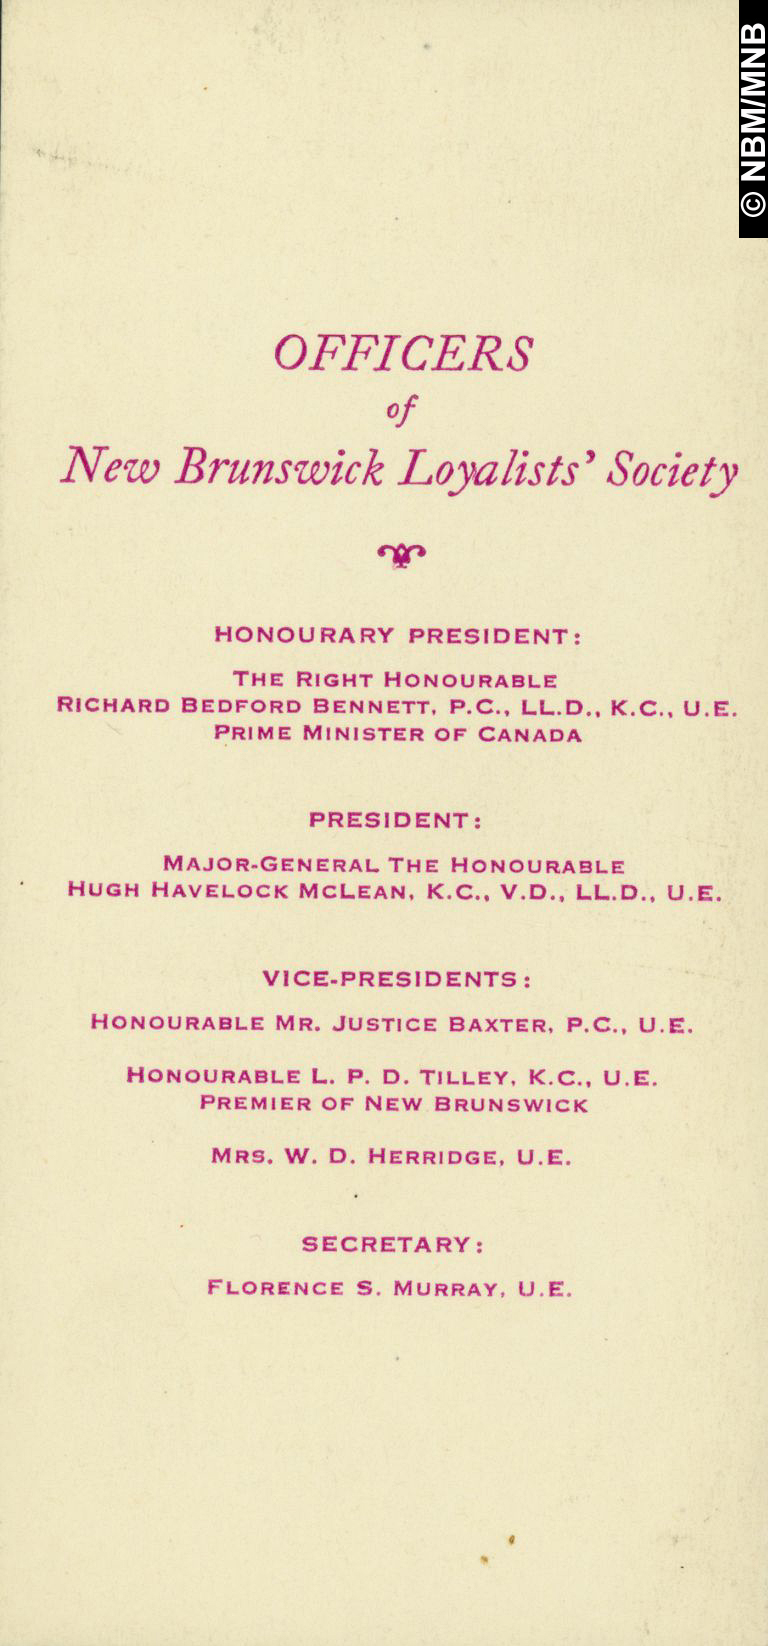 © NBM/MNB
OFFICERS
of
New Brunswick Loyalists' Society
HONOURARY PRESIDENT:
THE RIGHT HONOURABLE
RICHARD BEDFORD BENNETT, P.C., LL.D., K.C., U.E.
PRIME MINISTER OF CANADA
PRESIDENT:
MAJOR-GENERAL THE HONOURABLE
HUGH HAVELOCK MCLEAN, K.C., V.D., LL.D., U.E.
VICE-PRESIDENTS:
HONOURABLE MR. JUSTICE BAXTER, P.C., U.E.
HONOURABLE L. P. D. TILLEY, K.C., U.E.
PREMIER OF NEW BRUNSWICK
MRS. W. D. HERRIDGE, U.E.
SECRETARY:
FLORENCE S. MURRAY, U.E.